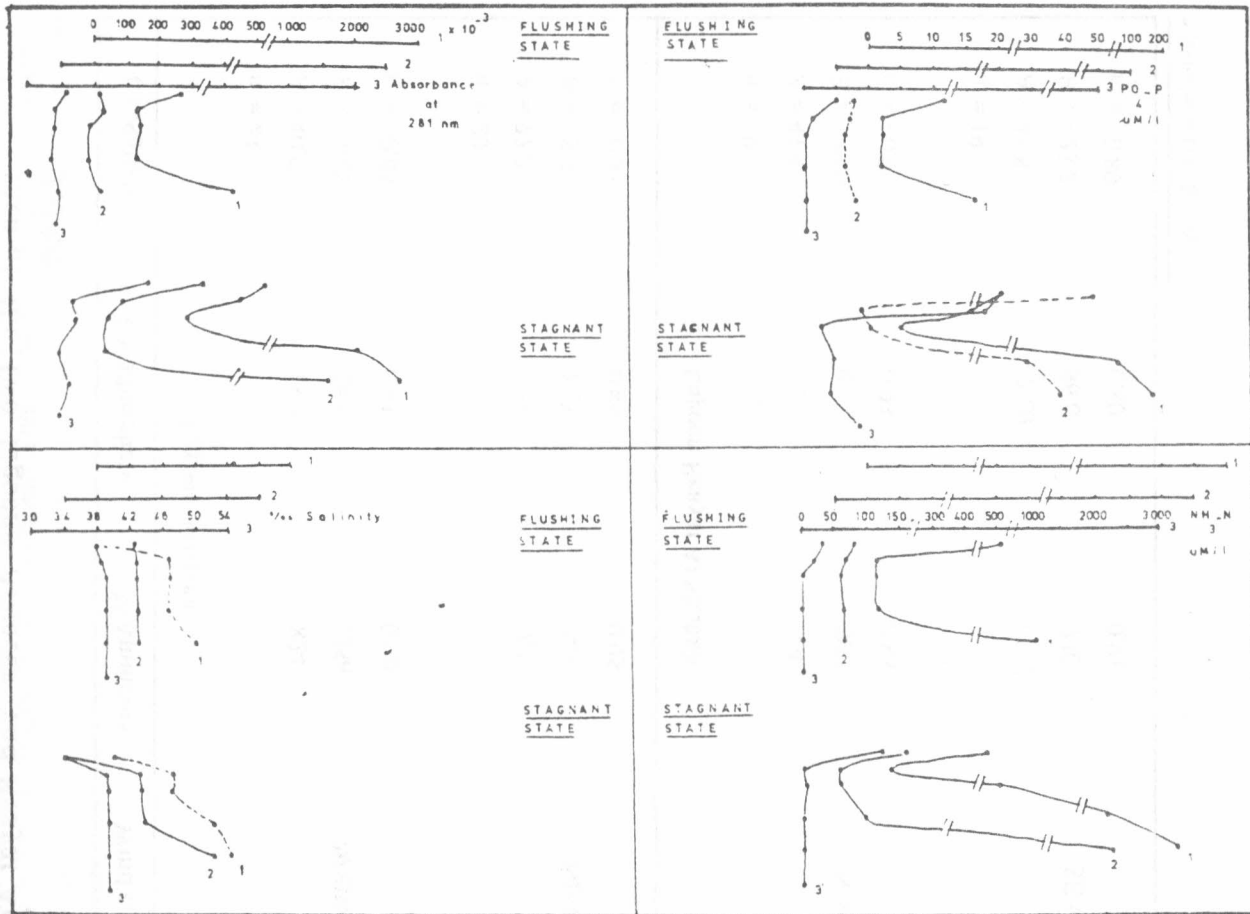 0 100 200 300 400 500 1000 2000 3000
1 x 10⁻³
2
3 Absorbance
at
281 nm
FLUSHING
STATE
2
1
3
STAGNANT
STATE
2
1
3
FLUSHING
STATE
0 5 10 15 20 30 40 50 100 200
1
2
3 PO_P
4
uM/l
2
1
3
STAGNANT
STATE
2
1
3
1
2
30 34 38 42 46 50 54
3
‰ Salinity
FLUSHING
STATE
2
1
3
STAGNANT
STATE
2
1
3
1
2
FLUSHING
STATE
0 50 100 150 300 400 500 1000 2000 3000
3
NH_N
3
uM/l
2
3
STAGNANT
STATE
2
1
3